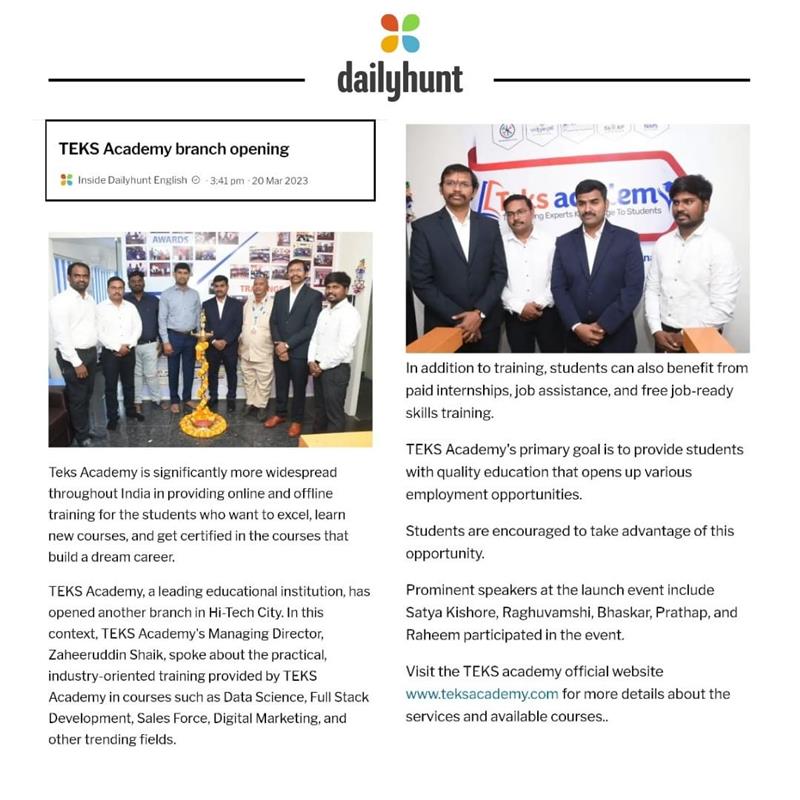 dailyhunt
TEKS Academy branch opening
Inside Dailyhunt English · 3:41 pm · 20 Mar 2023
AWARDS
Teks Academy is significantly more widespread
throughout India in providing online and offline
training for the students who want to excel, learn
new courses, and get certified in the courses that
build a dream career.
TEKS Academy, a leading educational institution, has
opened another branch in Hi-Tech City. In this
context, TEKS Academy's Managing Director,
Zaheeruddin Shaik, spoke about the practical,
industry-oriented training provided by TEKS
Academy in courses such as Data Science, Full Stack
Development, Sales Force, Digital Marketing, and
other trending fields.
Teks academy
Experts To Students
In addition to training, students can also benefit from
paid internships, job assistance, and free job-ready
skills training.
TEKS Academy's primary goal is to provide students
with quality education that opens up various
employment opportunities.
Students are encouraged to take advantage of this
opportunity.
Prominent speakers at the launch event include
Satya Kishore, Raghuvamshi, Bhaskar, Prathap, and
Raheem participated in the event.
Visit the TEKS academy official website
www.teksacademy.com for more details about the
services and available courses..